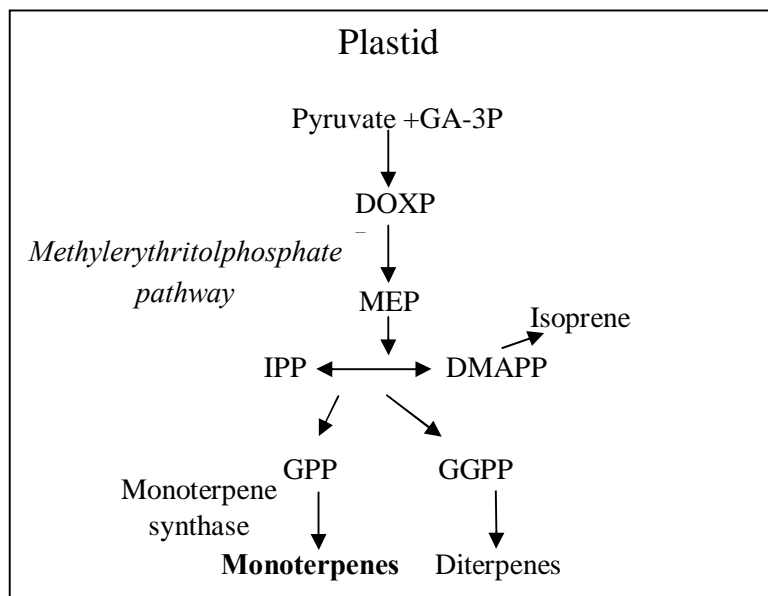 Plastid
Pyruvate +GA-3P
DOXP
Methylerythritolphosphate
pathway
MEP
Isoprene
IPP
DMAPP
GPP
GGPP
Monoterpene
synthase
Monoterpenes
Diterpenes